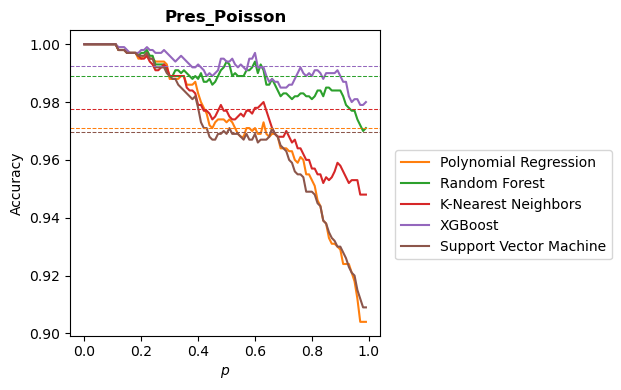 Pres_Poisson
Accuracy
1.00
0.98
0.96
0.94
0.92
0.90
0.0 0.2 0.4 0.6 0.8 1.0
p
Polynomial Regression
Random Forest
K-Nearest Neighbors
XGBoost
Support Vector Machine